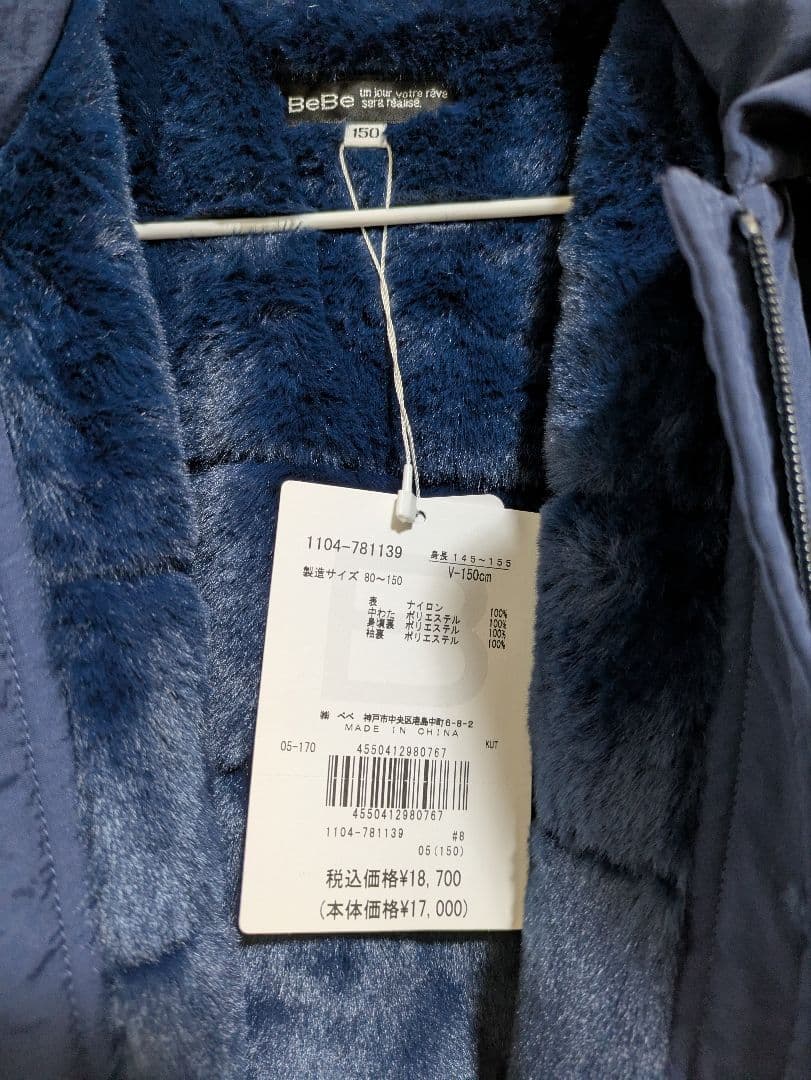 BeBe un jour votre rêve
sera réalisé.
150
1104-781139
身長 145~155
V-150cm
製造サイズ 80~150
表 ナイロン 100%
中わた ポリエステル 100%
身頃裏 ポリエステル 100%
袖裏 ポリエステル 100%
B
㈱ べべ 神戸市中央区港島中町6-8-2
MADE IN CHINA
05-170 4550412980767 KUT
4550412980767
1104-781139 #8
05(150)
税込価格¥18,700
(本体価格¥17,000)